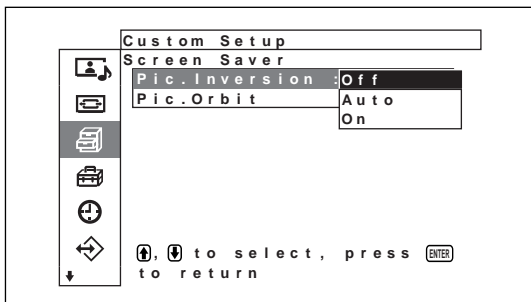 Custom Setup
Screen Saver
Pic.Inversion : Off
Pic.Orbit Auto
On
, to select, press ENTER
to return